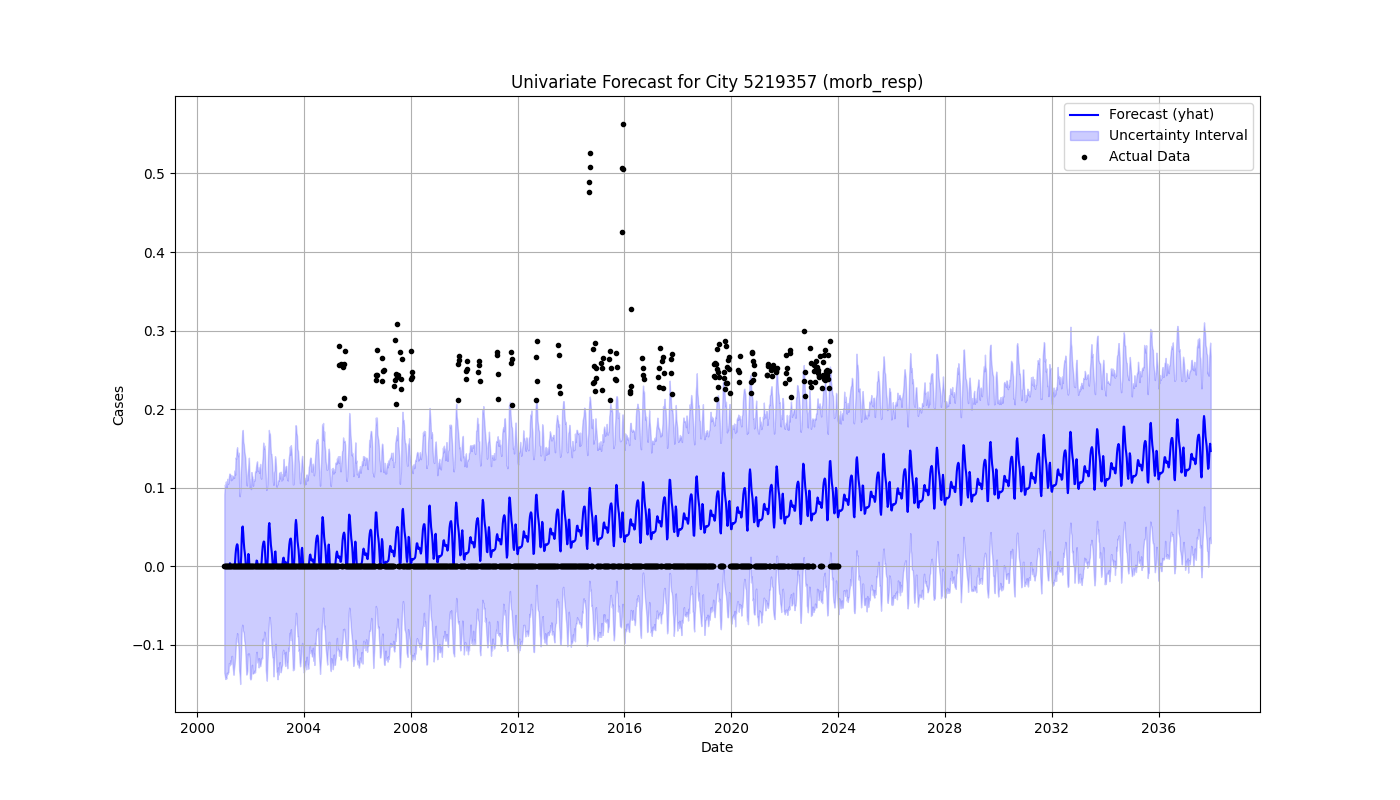 Univariate Forecast for City 5219357 (morb_resp)
Forecast (yhat)
Uncertainty Interval
Actual Data
Cases
0.5
0.4
0.3
0.2
0.1
0.0
−0.1
2000 2004 2008 2012 2016 2020 2024 2028 2032 2036
Date